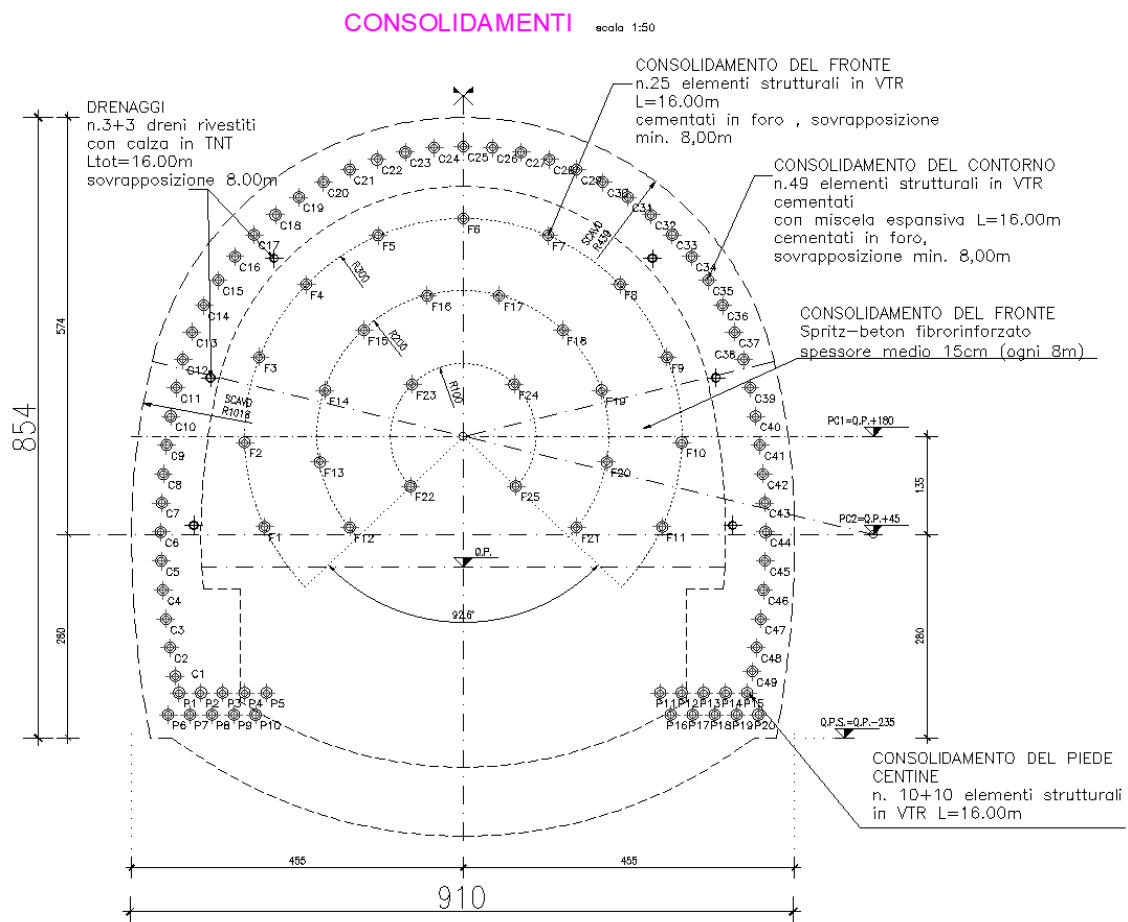 CONSOLIDAMENTI scala 1:50
CONSOLIDAMENTO DEL FRONTE
n.25 elementi strutturali in VTR
L=16.00m
cementati in foro , sovrapposizione
min. 8,00m
DRENAGGI
n.3+3 dreni rivestiti
con calza in TNT
Ltot=16.00m
sovrapposizione 8.00m
CONSOLIDAMENTO DEL CONTORNO
n.49 elementi strutturali in VTR
cementati
con miscela espansiva L=16.00m
cementati in foro,
sovrapposizione min. 8,00m
CONSOLIDAMENTO DEL FRONTE
Spritz-beton fibrorinforzato
spessore medio 15cm (ogni 8m)
C1
C2
C3
C4
C5
C6
C7
C8
C9
C10
C11
C12
C13
C14
C15
C16
C17
C18
C19
C20
C21
C22
C23
C24
C25
C26
C27
C28
C29
C30
C31
C32
C33
C34
C35
C36
C37
C38
C39
C40
C41
C42
C43
C44
C45
C46
C47
C48
C49
F1
F2
F3
F4
F5
F6
F7
F8
F9
F10
F11
F12
F13
F14
F15
F16
F17
F18
F19
F20
F21
F22
F23
F24
F25
SCAVO
R439
SCAVO
R1016
R300
R200
R100
92.6°
PC1=Q.P.+180
PC2=Q.P.+45
Q.P.
Q.P.S.=Q.P.-235
574
280
854
135
280
P1 P2 P3 P4 P5
P6 P7 P8 P9 P10
P11 P12 P13 P14 P15
P16 P17 P18 P19 P20
CONSOLIDAMENTO DEL PIEDE
CENTINE
n. 10+10 elementi strutturali
in VTR L=16.00m
455 455
910